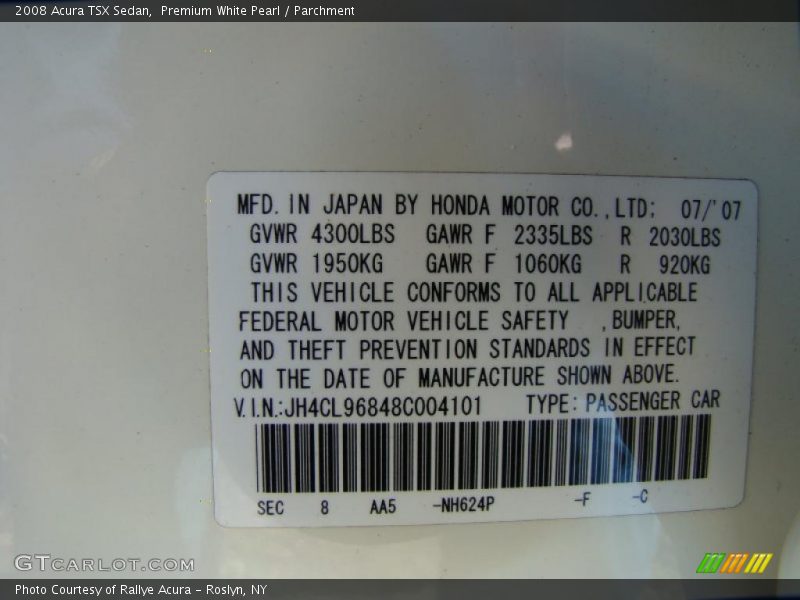 2008 Acura TSX Sedan,  Premium White Pearl / Parchment
MFD. IN JAPAN BY HONDA MOTOR CO.,LTD; 07/'07
GVWR 4300LBS GAWR F 2335LBS R 2030LBS
GVWR 1950KG GAWR F 1060KG R 920KG
THIS VEHICLE CONFORMS TO ALL APPLICABLE
FEDERAL MOTOR VEHICLE SAFETY ,BUMPER,
AND THEFT PREVENTION STANDARDS IN EFFECT
ON THE DATE OF MANUFACTURE SHOWN ABOVE.
V.I.N.:JH4CL96848C004101 TYPE: PASSENGER CAR
SEC 8 AA5 -NH624P -F -C
GTCARLOT.COM
Photo Courtesy of Rallye Acura – Roslyn, NY